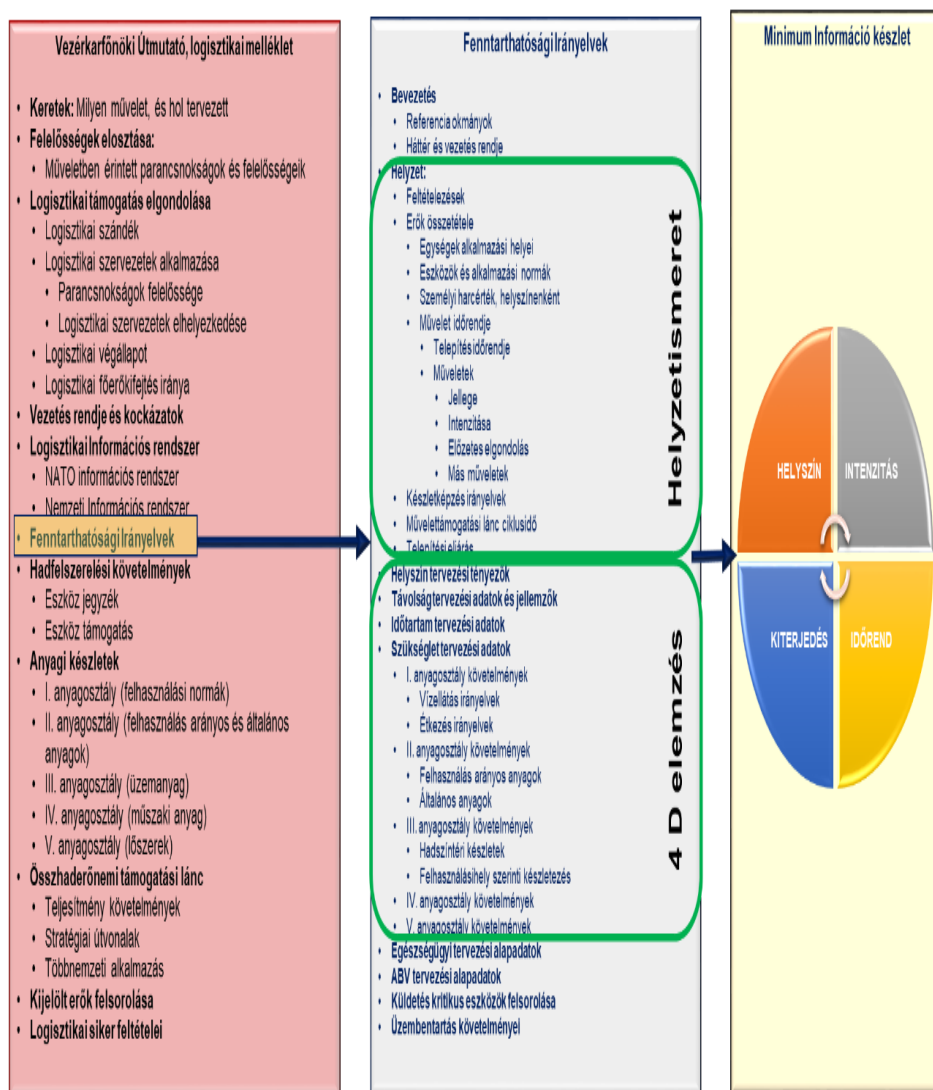 Vezérkarfőnöki Útmutató, logisztikai melléklet
• Keretek: Milyen művelet, és hol tervezett
• Felelősségek elosztása:
• Műveletben érintett parancsnokságok és felelősségeik
• Logisztikai támogatás elgondolása
• Logisztikai szándék
• Logisztikai szervezetek alkalmazása
• Parancsnokságok felelőssége
• Logisztikai szervezetek elhelyezkedése
• Logisztikai végállapot
• Logisztikai főerőkifejtés iránya
• Vezetés rendje és kockázatok
• Logisztikai Információs rendszer
• NATO információs rendszer
• Nemzeti Információs rendszer
• Fenntarthatósági Irányelvek
• Hadfelszerelési követelmények
• Eszköz jegyzék
• Eszköz támogatás
• Anyagi készletek
• I. anyagosztály (felhasználási normák)
• II. anyagosztály (felhasználás arányos és általános
anyagok)
• III. anyagosztály (üzemanyag)
• IV. anyagosztály (műszaki anyag)
• V. anyagosztály (lőszerek)
• Összhaderőnemi támogatási lánc
• Teljesítmény követelmények
• Stratégiai útvonalak
• Többnemzeti alkalmazás
• Kijelölt erők felsorolása
• Logisztikai siker feltételei
Fenntarthatósági Irányelvek
• Bevezetés
• Referencia okmányok
• Háttér és vezetés rendje
• Helyzet:
• Feltételezések
• Erők összetétele
• Egységek alkalmazási helyei
• Eszközök és alkalmazási normák
• Személyi harcérték, helyszínenként
• Művelet időrendje
• Telepítés időrendje
• Műveletek
• Jellege
• Intenzitása
• Előzetes elgondolás
• Más műveletek
• Készletképzés irányelvek
• Művelettámogatási lánc ciklusidő
• Telepítési eljárás
• Helyszín tervezési tényezők
• Távolság tervezési adatok és jellemzők
• Időtartam tervezési adatok
• Szükséglet tervezési adatok
• I. anyagosztály követelmények
• Vízellátás irányelvek
• Étkezés irányelvek
• II. anyagosztály követelmények
• Felhasználás arányos anyagok
• Általános anyagok
• III. anyagosztály követelmények
• Hadszíntéri készletek
• Felhasználásihely szerinti készletezés
• IV. anyagosztály követelmények
• V. anyagosztály követelmények
• Egészségügyi tervezési alapadatok
• ABV tervezési alapadatok
• Küldetés kritikus eszközök felsorolása
• Üzembentartás követelményei
Helyzetismeret
4 D elemzés
Minimum Információ készlet
HELYSZÍN
INTENZITÁS
KITERJEDÉS
IDŐREND